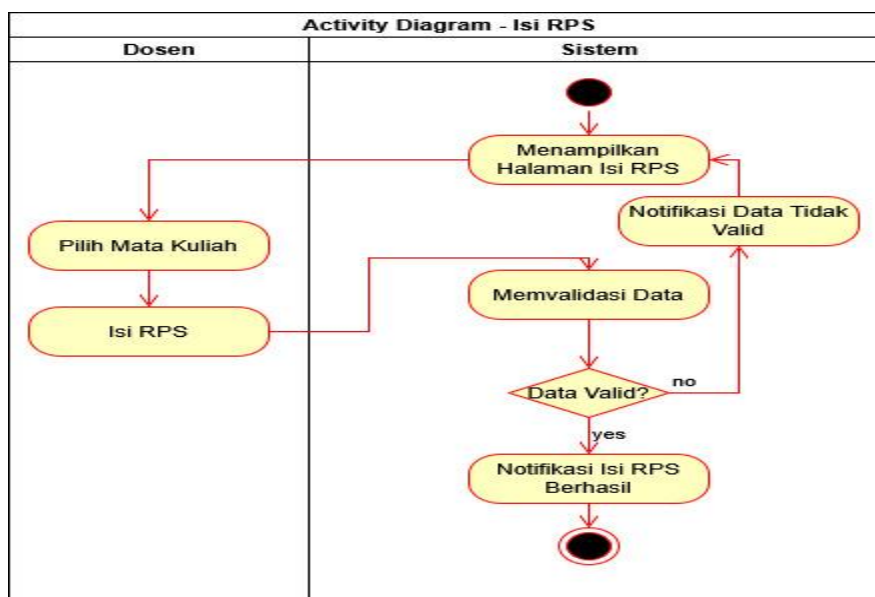 Activity Diagram - Isi RPS
Dosen
Sistem
Menampilkan
Halaman Isi RPS
Notifikasi Data Tidak
Valid
Pilih Mata Kuliah
Memvalidasi Data
Isi RPS
Data Valid?
no
yes
Notifikasi Isi RPS
Berhasil